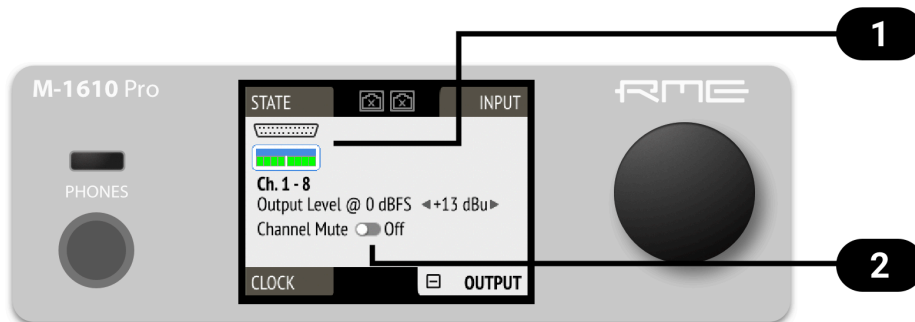 1
M-1610 Pro
RME
STATE
INPUT
PHONES
Ch. 1 - 8
Output Level @ 0 dBFS ◀+13 dBu▶
Channel Mute Off
2
CLOCK
OUTPUT